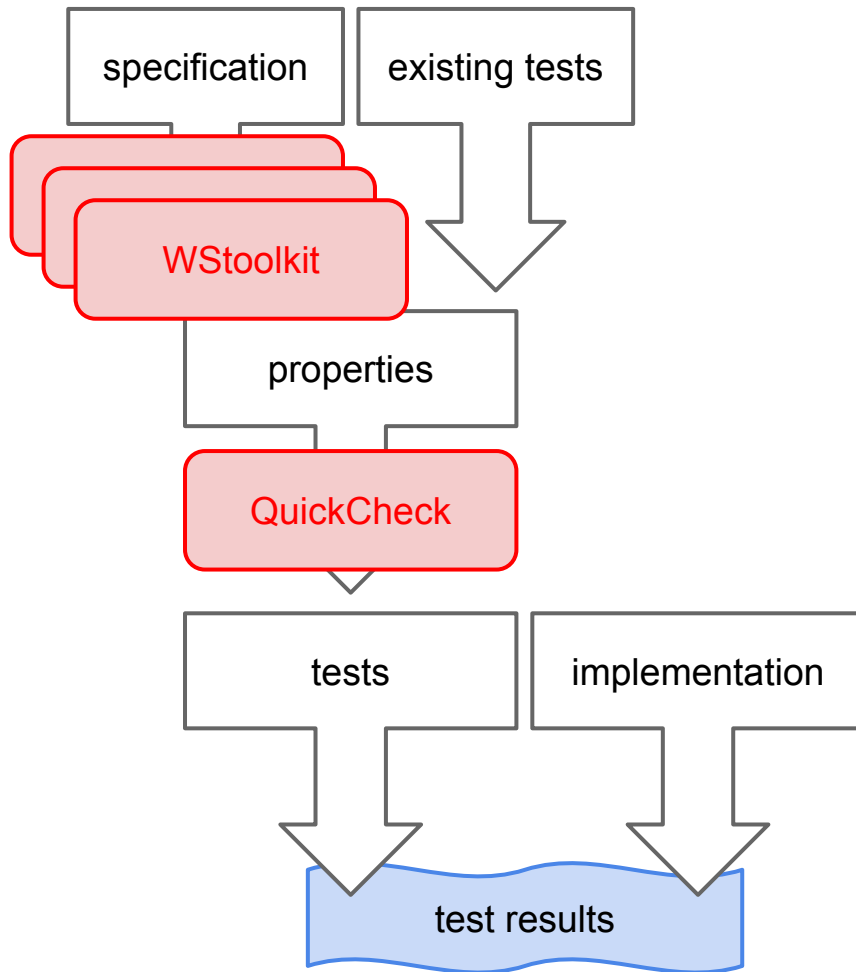 specification
existing tests
WStoolkit
properties
QuickCheck
tests
implementation
test results